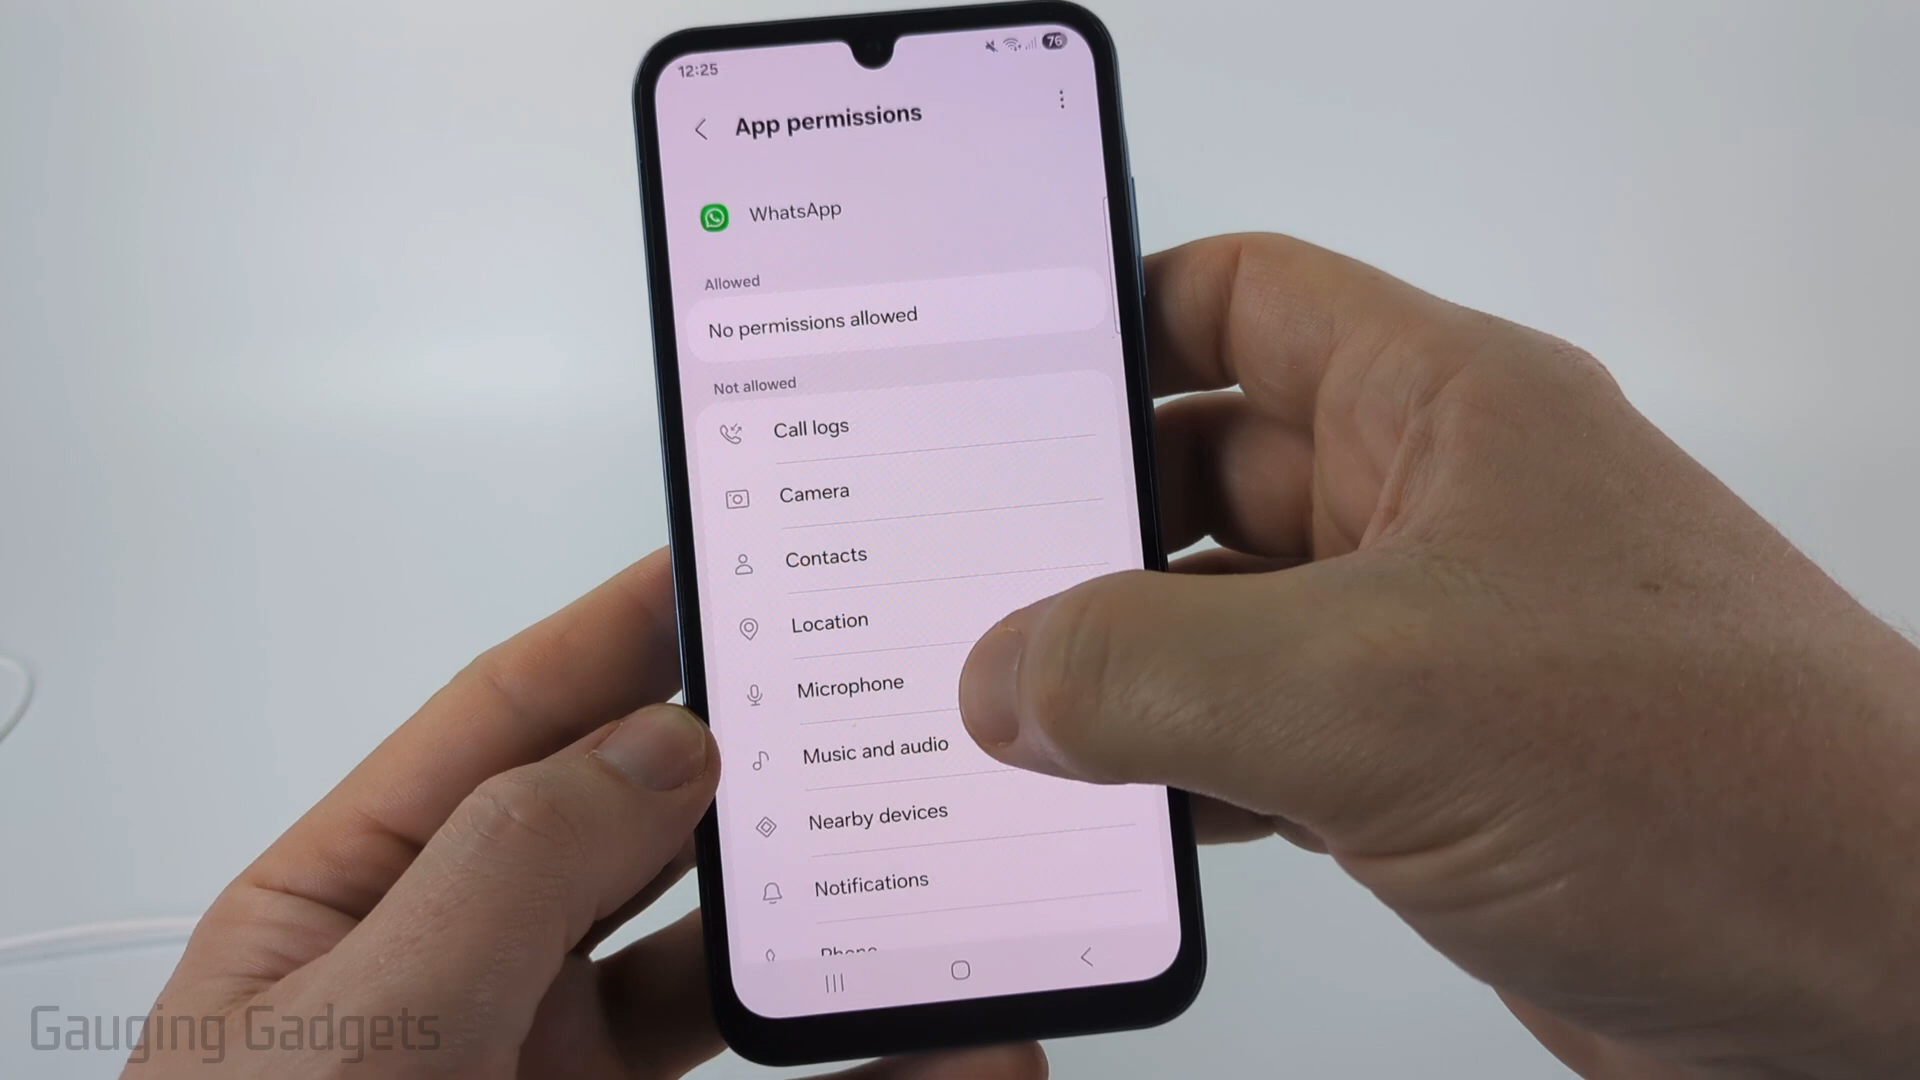 12:25
76
App permissions
WhatsApp
Allowed
No permissions allowed
Not allowed
Call logs
Camera
Contacts
Location
Microphone
Music and audio
Nearby devices
Notifications
Phone
Gauging Gadgets